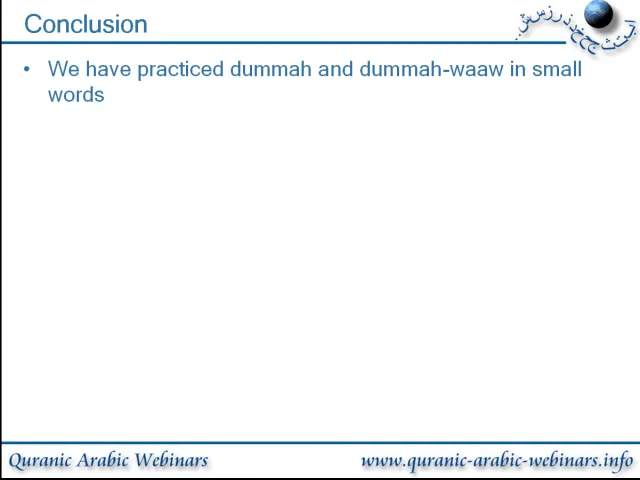 Conclusion
• We have practiced dummah and dummah-waaw in small
words
Quranic Arabic Webinars
www.quranic-arabic-webinars.info